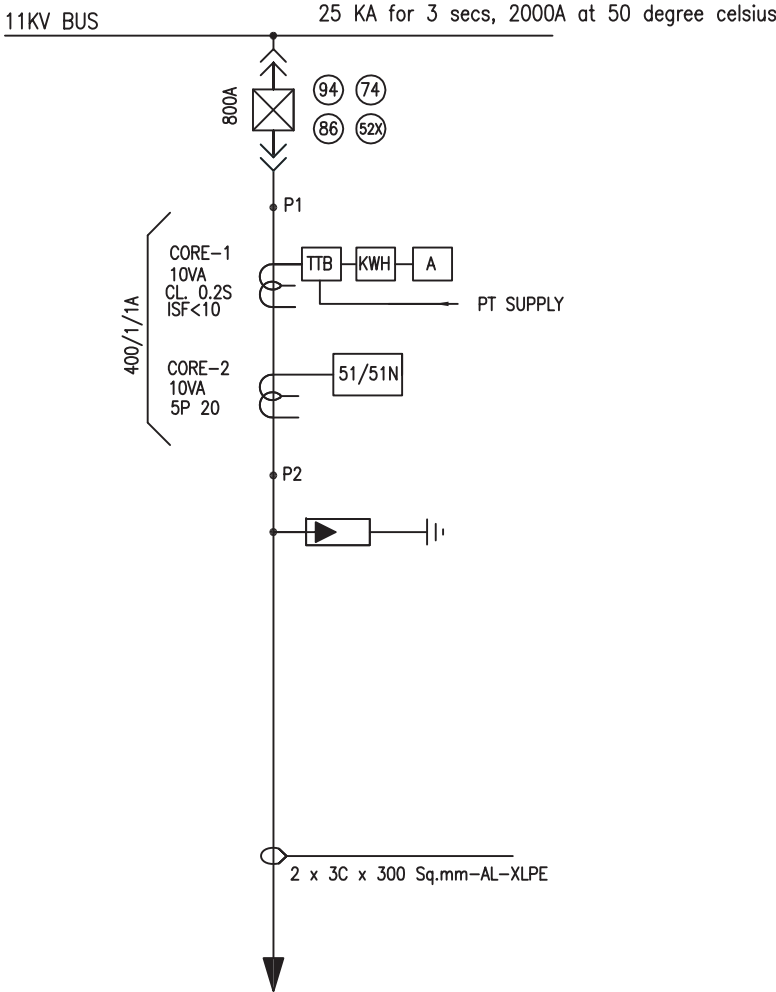 11KV BUS
25 KA for 3 secs, 2000A at 50 degree celsius
800A
94
74
86
52X
P1
400/1/1A
CORE-1
10VA
CL. 0.2S
ISF<10
TTB
KWH
A
PT SUPPLY
CORE-2
10VA
5P 20
51/51N
P2
2 x 3C x 300 Sq.mm-AL-XLPE